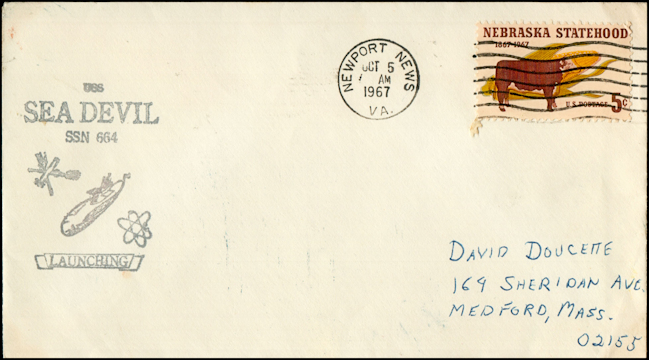 USS
SEA DEVIL
SSN 664
LAUNCHING
NEWPORT NEWS
OCT 5
AM
1967
VA.
NEBRASKA STATEHOOD
1867-1967
U.S. POSTAGE 5c
DAVID DOUCETTE
169 SHERIDAN AVE
MEDFORD, MASS.
02155